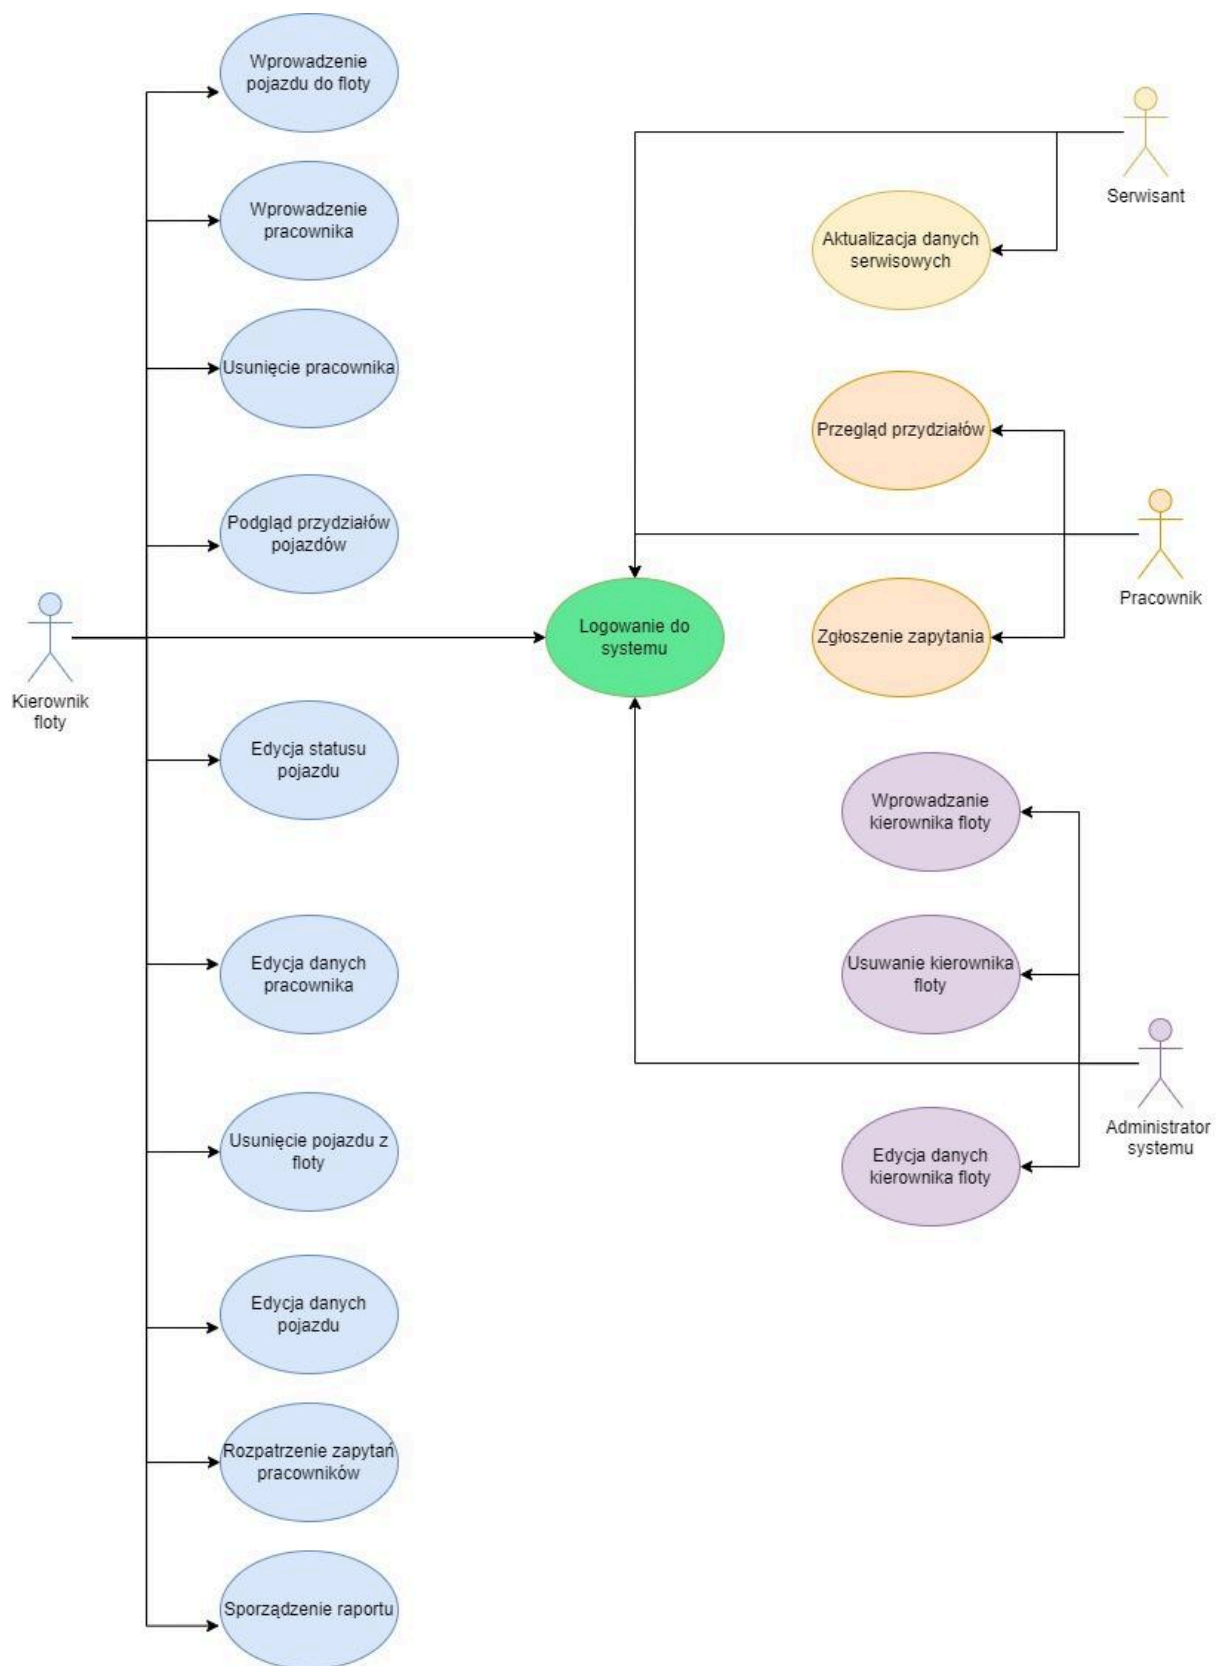 Wprowadzenie
pojazdu do floty
Wprowadzenie
pracownika
Usunięcie pracownika
Podgląd przydziałów
pojazdów
Kierownik
floty
Edycja statusu
pojazdu
Edycja danych
pracownika
Usunięcie pojazdu z
floty
Edycja danych
pojazdu
Rozpatrzenie zapytań
pracowników
Sporządzenie raportu
Logowanie do
systemu
Serwisant
Aktualizacja danych
serwisowych
Przegląd przydziałów
Pracownik
Zgłoszenie zapytania
Wprowadzanie
kierownika floty
Usuwanie kierownika
floty
Administrator
systemu
Edycja danych
kierownika floty